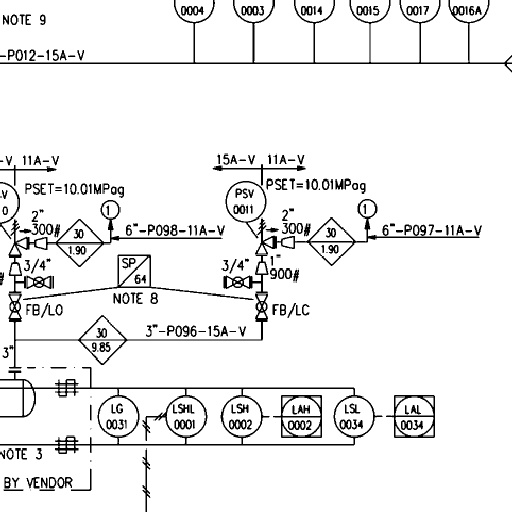 0004
0003
0014
0015
0017
0016A
NOTE 9
-P012-15A-V
-V 11A-V
15A-V 11A-V
V
0
PSET=10.01MPag
PSV
0011
PSET=10.01MPag
2"
300#
30
1.90
1
6"-P098-11A-V
2"
300#
30
1.90
1
6"-P097-11A-V
#
3/4"
SP
64
NOTE 8
3/4"
1"
900#
FB/LO
FB/LC
3"
30
9.85
3"-P096-15A-V
LG
0031
LSHL
0001
LSH
0002
LAH
0002
LSL
0034
LAL
0034
NOTE 3
BY VENDOR